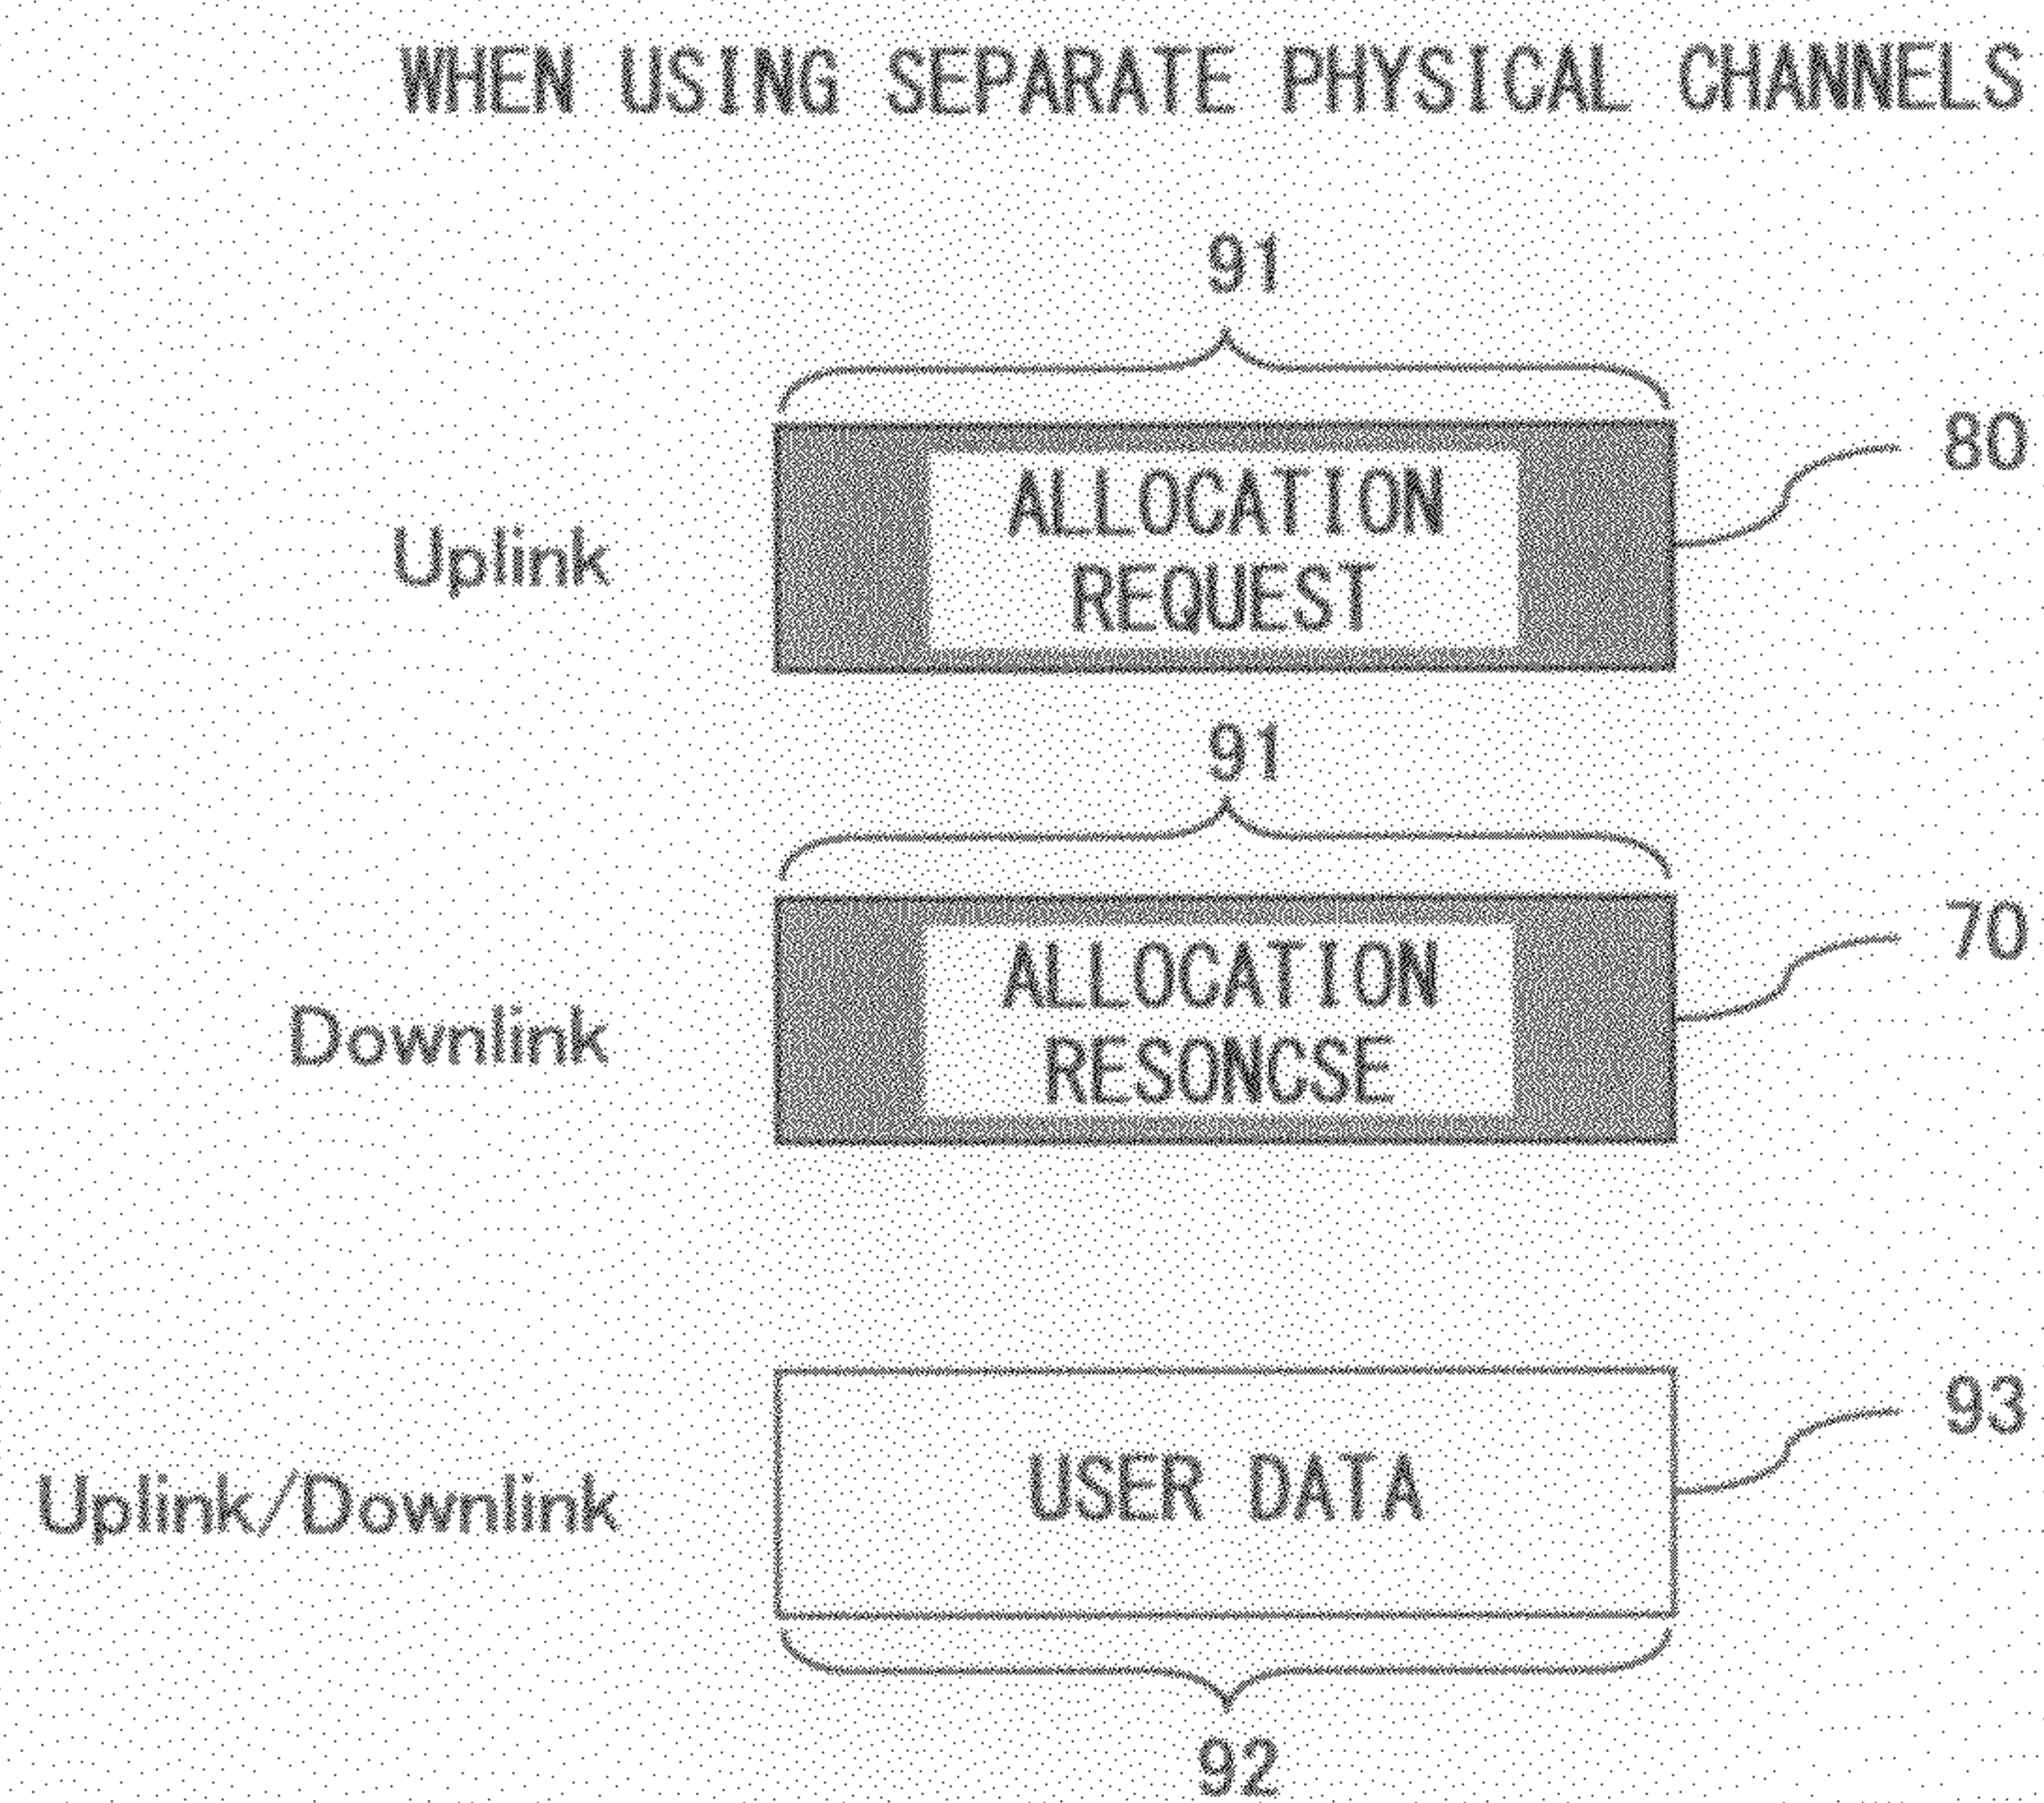 WHEN USING SEPARATE PHYSICAL CHANNELS
91
80
ALLOCATION
Uplink
REQUEST
91
70
ALLOCATION
Downlink
RESONCSE
93
Uplink/Downlink
USER DATA
92